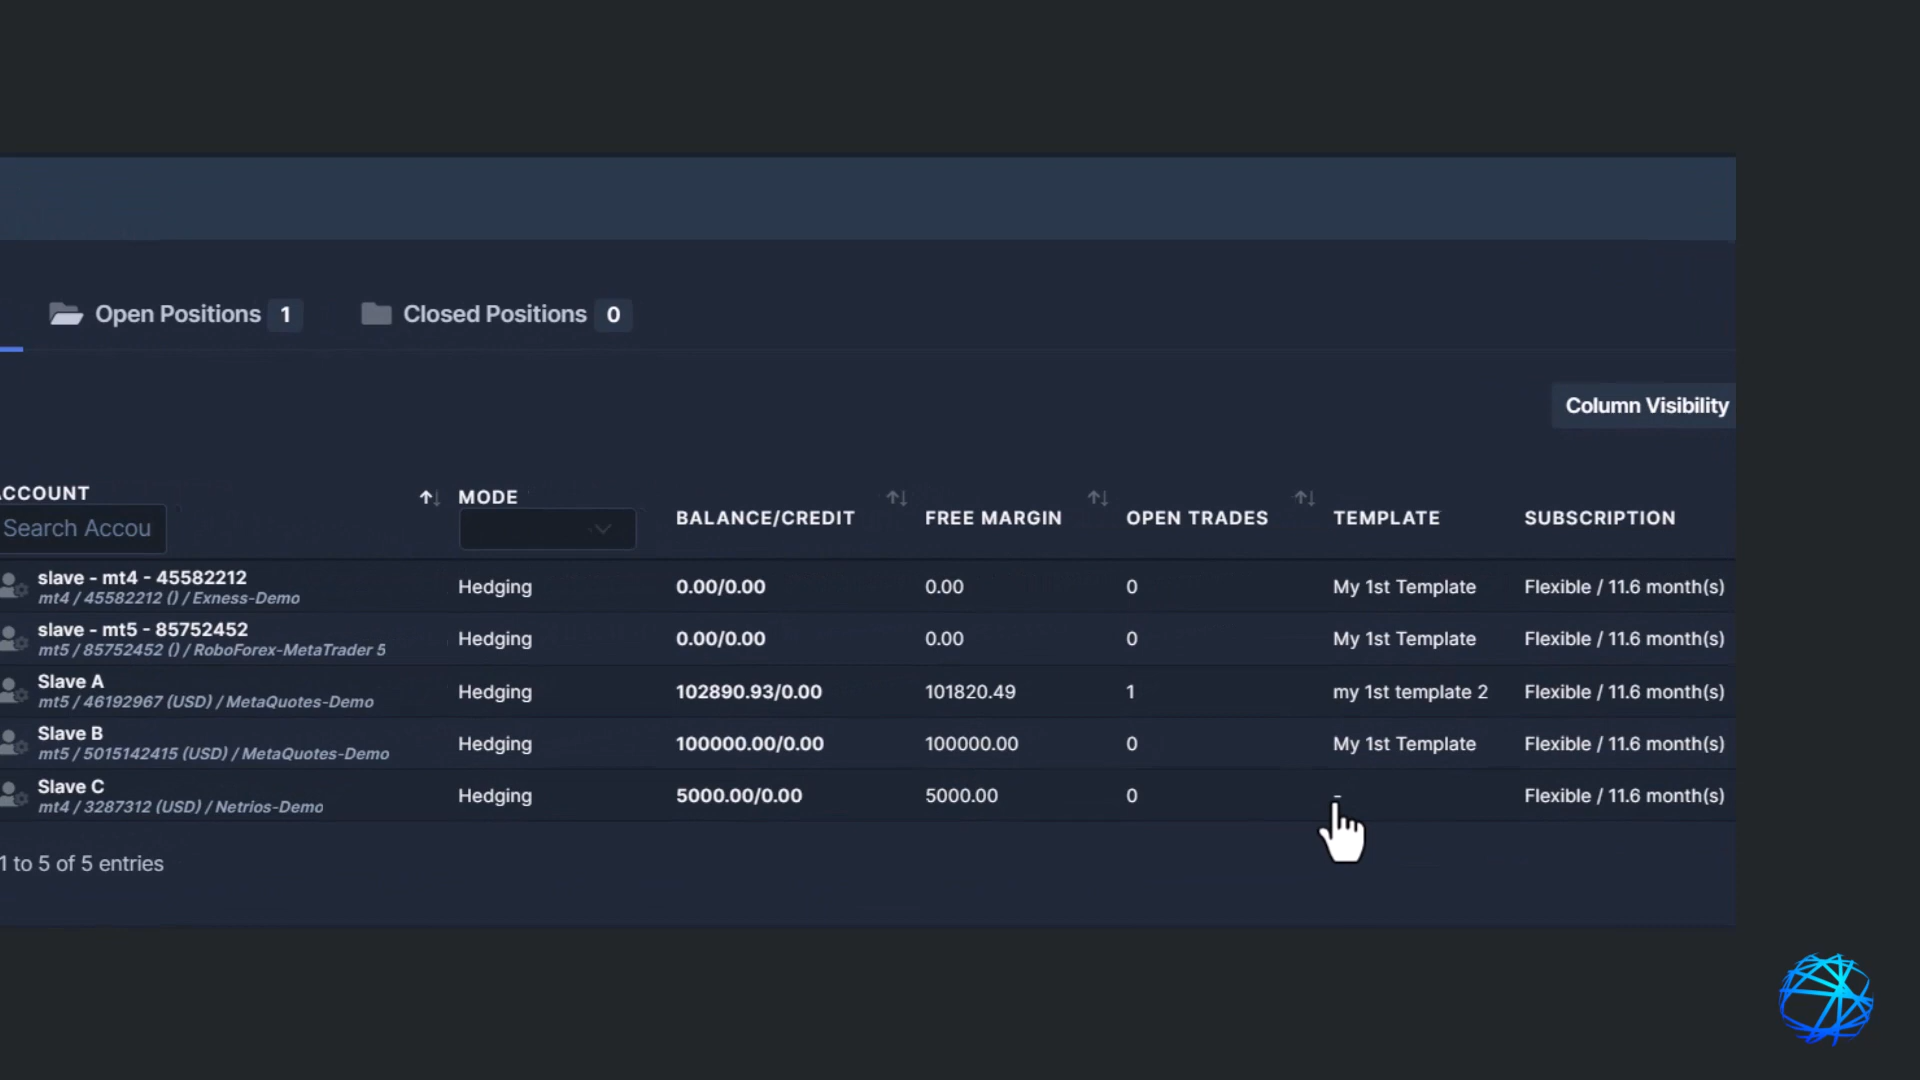 Open Positions 1 Closed Positions 0
Column Visibility
CCOUNT MODE BALANCE/CREDIT FREE MARGIN OPEN TRADES TEMPLATE SUBSCRIPTION
Search Accou
slave - mt4 - 45582212 Hedging 0.00/0.00 0.00 0 My 1st Template Flexible / 11.6 month(s)
mt4 / 45582212 () / Exness-Demo
slave - mt5 - 85752452 Hedging 0.00/0.00 0.00 0 My 1st Template Flexible / 11.6 month(s)
mt5 / 85752452 () / RoboForex-MetaTrader 5
Slave A Hedging 102890.93/0.00 101820.49 1 my 1st template 2 Flexible / 11.6 month(s)
mt5 / 46192967 (USD) / MetaQuotes-Demo
Slave B Hedging 100000.00/0.00 100000.00 0 My 1st Template Flexible / 11.6 month(s)
mt5 / 5015142415 (USD) / MetaQuotes-Demo
Slave C Hedging 5000.00/0.00 5000.00 0 - Flexible / 11.6 month(s)
mt4 / 3287312 (USD) / Netrios-Demo
1 to 5 of 5 entries